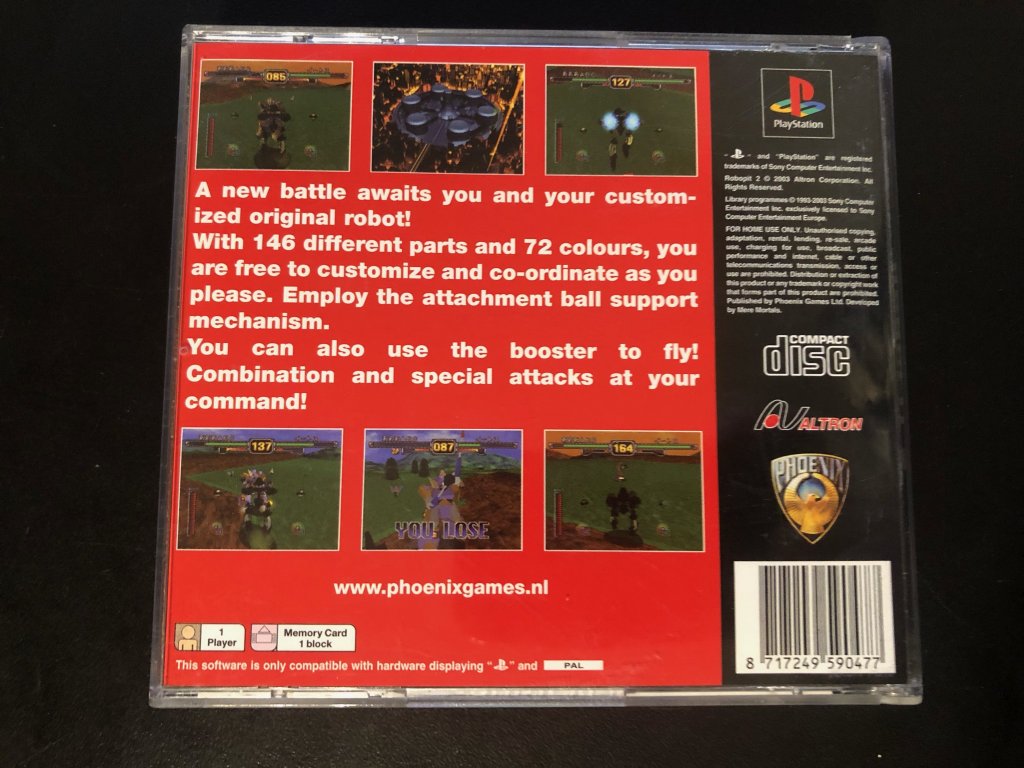 085
127
A new battle awaits you and your custom-
ized original robot!
With 146 different parts and 72 colours, you
are free to customize and co-ordinate as you
please. Employ the attachment ball support
mechanism.
You can also use the booster to fly!
Combination and special attacks at your
command!
137
087
YOU LOSE
164
www.phoenixgames.nl
1
Player
Memory Card
1 block
This software is only compatible with hardware displaying “ ” and PAL
PlayStation
“ ” and “PlayStation” are registered
trademarks of Sony Computer Entertainment Inc.
Robopit 2 © 2003 Altron Corporation. All
Rights Reserved.
Library programmes © 1993-2003 Sony Computer
Entertainment Inc. exclusively licensed to Sony
Computer Entertainment Europe.
FOR HOME USE ONLY. Unauthorised copying,
adaptation, rental, lending, re-sale, arcade
use, charging for use, broadcast, public
performance and internet, cable or other
telecommunications transmission, access or
use are prohibited. Distribution or extraction of
this product or any trademark or copyright work
that forms part of this product are prohibited.
Published by Phoenix Games Ltd. Developed
by Mere Mortals.
COMPACT
disc
ALTRON
PHOENIX
8 717249 590477